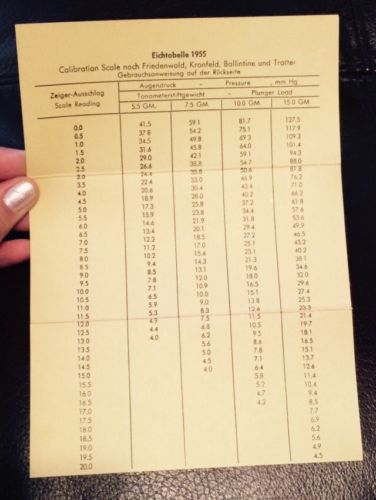 Eichtabelle 1955
Calibration Scale nach Friedenwald, Kronfeld, Ballintine und Trotter
Gebrauchsanweisung auf der Rückseite
Zeiger-Ausschlag
Scale Reading
Augendruck – Pressure , mm Hg
Tonometerstiftgewicht – Plunger Load
5.5 GM. 7.5 GM. 10.0 GM. 15.0 GM.
0.0 41.5 59.1 81.7 127.5
0.5 37.8 54.2 75.1 117.9
1.0 34.5 49.8 69.3 109.3
1.5 31.6 45.8 64.0 101.4
2.0 29.0 42.1 59.1 94.3
2.5 26.6 38.8 54.7 88.0
3.0 24.4 35.8 50.6 81.8
3.5 22.4 33.0 46.9 76.2
4.0 20.6 30.4 43.4 71.0
4.5 18.9 28.0 40.2 66.2
5.0 17.3 25.8 37.2 61.8
5.5 15.9 23.8 34.4 57.6
6.0 14.6 21.9 31.8 53.6
6.5 13.4 20.1 29.4 49.9
7.0 12.2 18.5 27.2 46.5
7.5 11.2 17.0 25.1 43.2
8.0 10.2 15.6 23.1 40.2
8.5 9.4 14.3 21.3 38.1
9.0 8.5 13.1 19.6 34.6
9.5 7.8 12.0 18.0 32.0
10.0 7.1 10.9 16.5 29.6
10.5 6.5 10.0 15.1 27.4
11.0 5.9 9.0 13.8 25.3
11.5 5.3 8.3 12.6 23.3
12.0 4.9 7.5 11.5 21.4
12.5 4.4 6.8 10.5 19.7
13.0 4.0 6.2 9.5 18.1
13.5 5.6 8.6 16.5
14.0 5.0 7.8 15.1
14.5 4.5 7.1 13.7
15.0 4.0 6.4 12.6
15.5 5.8 11.4
16.0 5.2 10.4
16.5 4.7 9.4
17.0 4.2 8.5
17.5 7.7
18.0 6.9
18.5 6.2
19.0 5.6
19.5 4.9
20.0 4.5